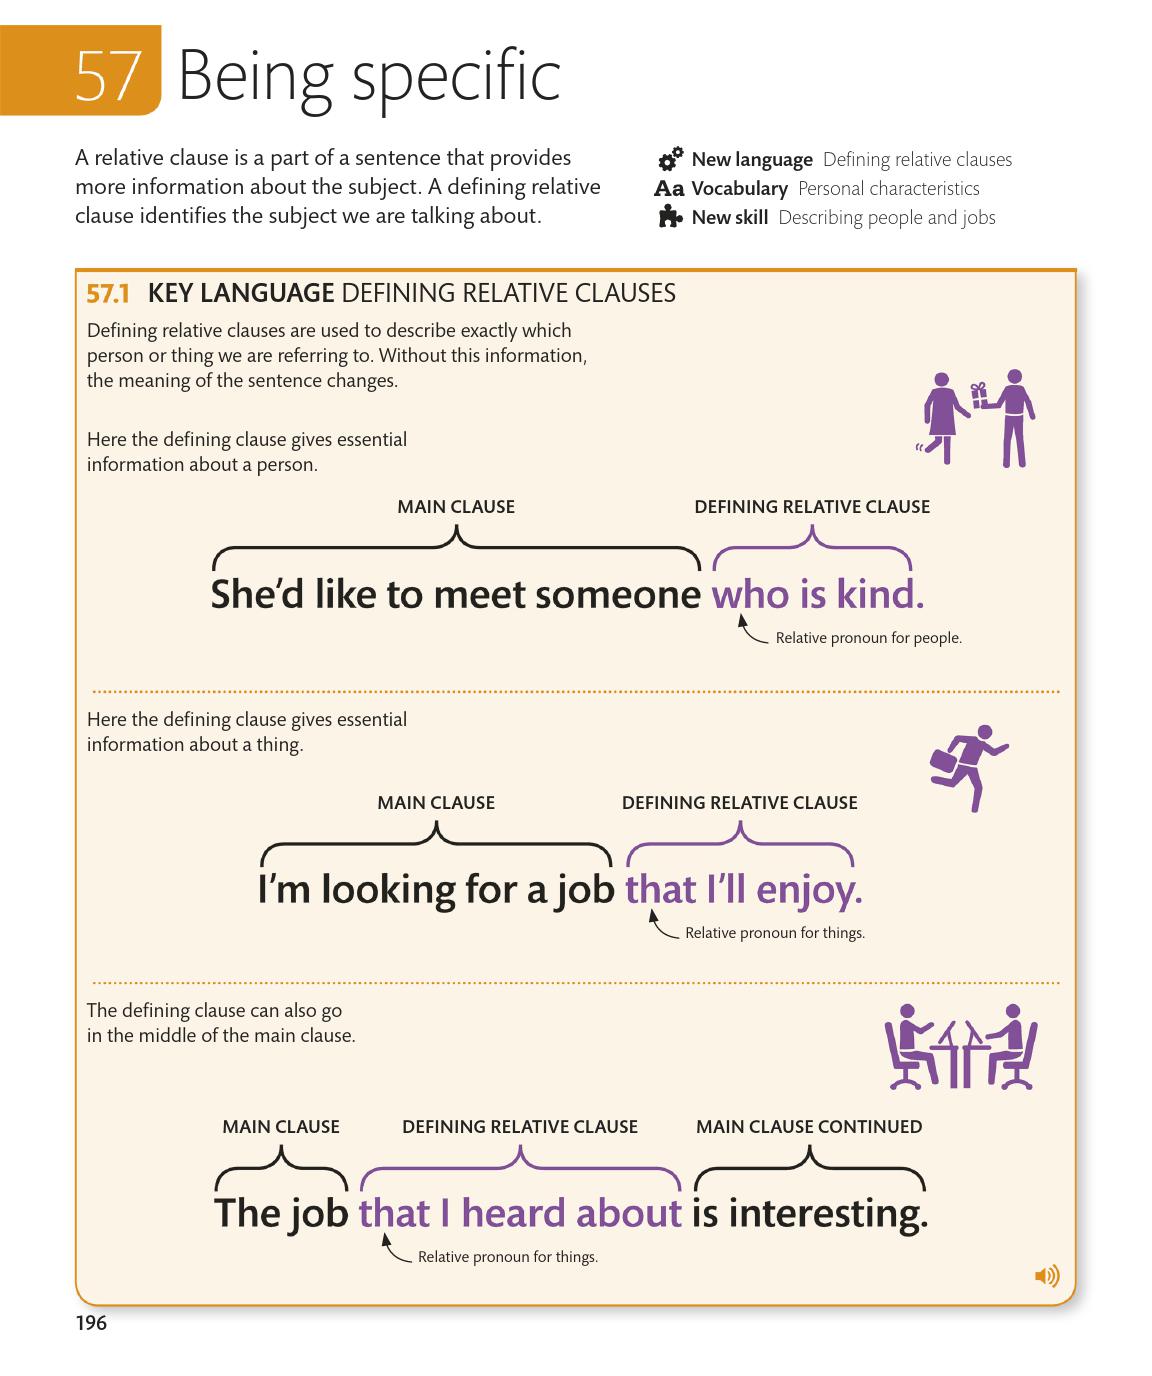 57 Being specific
A relative clause is a part of a sentence that provides
more information about the subject. A defining relative
clause identifies the subject we are talking about.
New language Defining relative clauses
Aa Vocabulary Personal characteristics
New skill Describing people and jobs
57.1 KEY LANGUAGE DEFINING RELATIVE CLAUSES
Defining relative clauses are used to describe exactly which
person or thing we are referring to. Without this information,
the meaning of the sentence changes.
Here the defining clause gives essential
information about a person.
MAIN CLAUSE DEFINING RELATIVE CLAUSE
She’d like to meet someone who is kind.
Relative pronoun for people.
Here the defining clause gives essential
information about a thing.
MAIN CLAUSE DEFINING RELATIVE CLAUSE
I’m looking for a job that I’ll enjoy.
Relative pronoun for things.
The defining clause can also go
in the middle of the main clause.
MAIN CLAUSE DEFINING RELATIVE CLAUSE MAIN CLAUSE CONTINUED
The job that I heard about is interesting.
Relative pronoun for things.
196